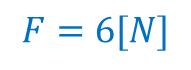 F = 6[N]